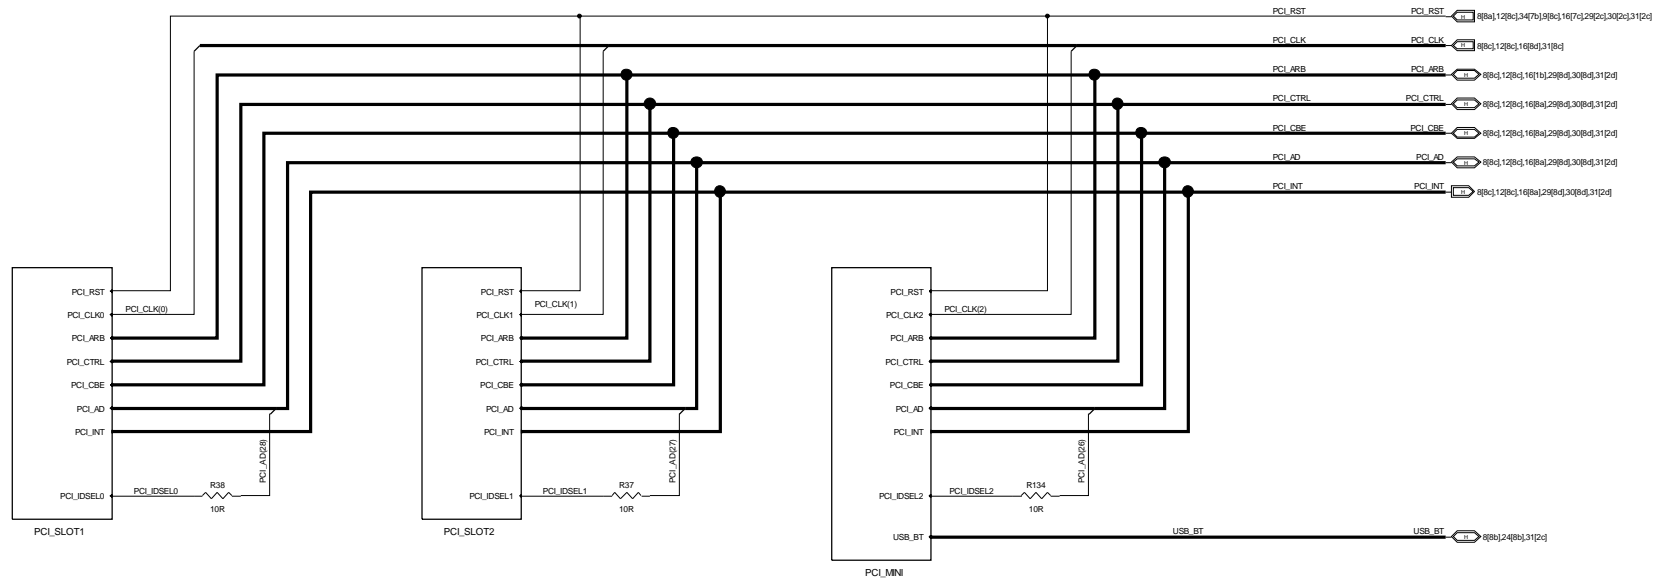 PCI_RST PCI_RST 8[8a],12[8c],34[7b],9[8c],16[7c],29[2c],30[2c],31[2c]
PCI_CLK PCI_CLK 8[8c],12[8c],16[8d],31[8c]
PCI_ARB PCI_ARB 8[8c],12[8c],16[1b],29[8d],30[8d],31[2d]
PCI_CTRL PCI_CTRL 8[8c],12[8c],16[8a],29[8d],30[8d],31[2d]
PCI_CBE PCI_CBE 8[8c],12[8c],16[8a],29[8d],30[8d],31[2d]
PCI_AD PCI_AD 8[8c],12[8c],16[8a],29[8d],30[8d],31[2d]
PCI_INT PCI_INT 8[8c],12[8c],16[8a],29[8d],30[8d],31[2d]
H
H
H
H
H
H
H
PCI_RST
PCI_CLK0 PCI_CLK(0)
PCI_ARB
PCI_CTRL
PCI_CBE
PCI_AD
PCI_INT
PCI_AD(28)
PCI_IDSEL0 PCI_IDSEL0 R38
10R
PCI_SLOT1
PCI_RST
PCI_CLK1 PCI_CLK(1)
PCI_ARB
PCI_CTRL
PCI_CBE
PCI_AD
PCI_INT
PCI_AD(27)
PCI_IDSEL1 PCI_IDSEL1 R37
10R
PCI_SLOT2
PCI_RST
PCI_CLK2 PCI_CLK(2)
PCI_ARB
PCI_CTRL
PCI_CBE
PCI_AD
PCI_INT
PCI_AD(26)
PCI_IDSEL2 PCI_IDSEL2 R134
10R
USB_BT USB_BT USB_BT H 8[8b],24[8b],31[2c]
PCI_MINI